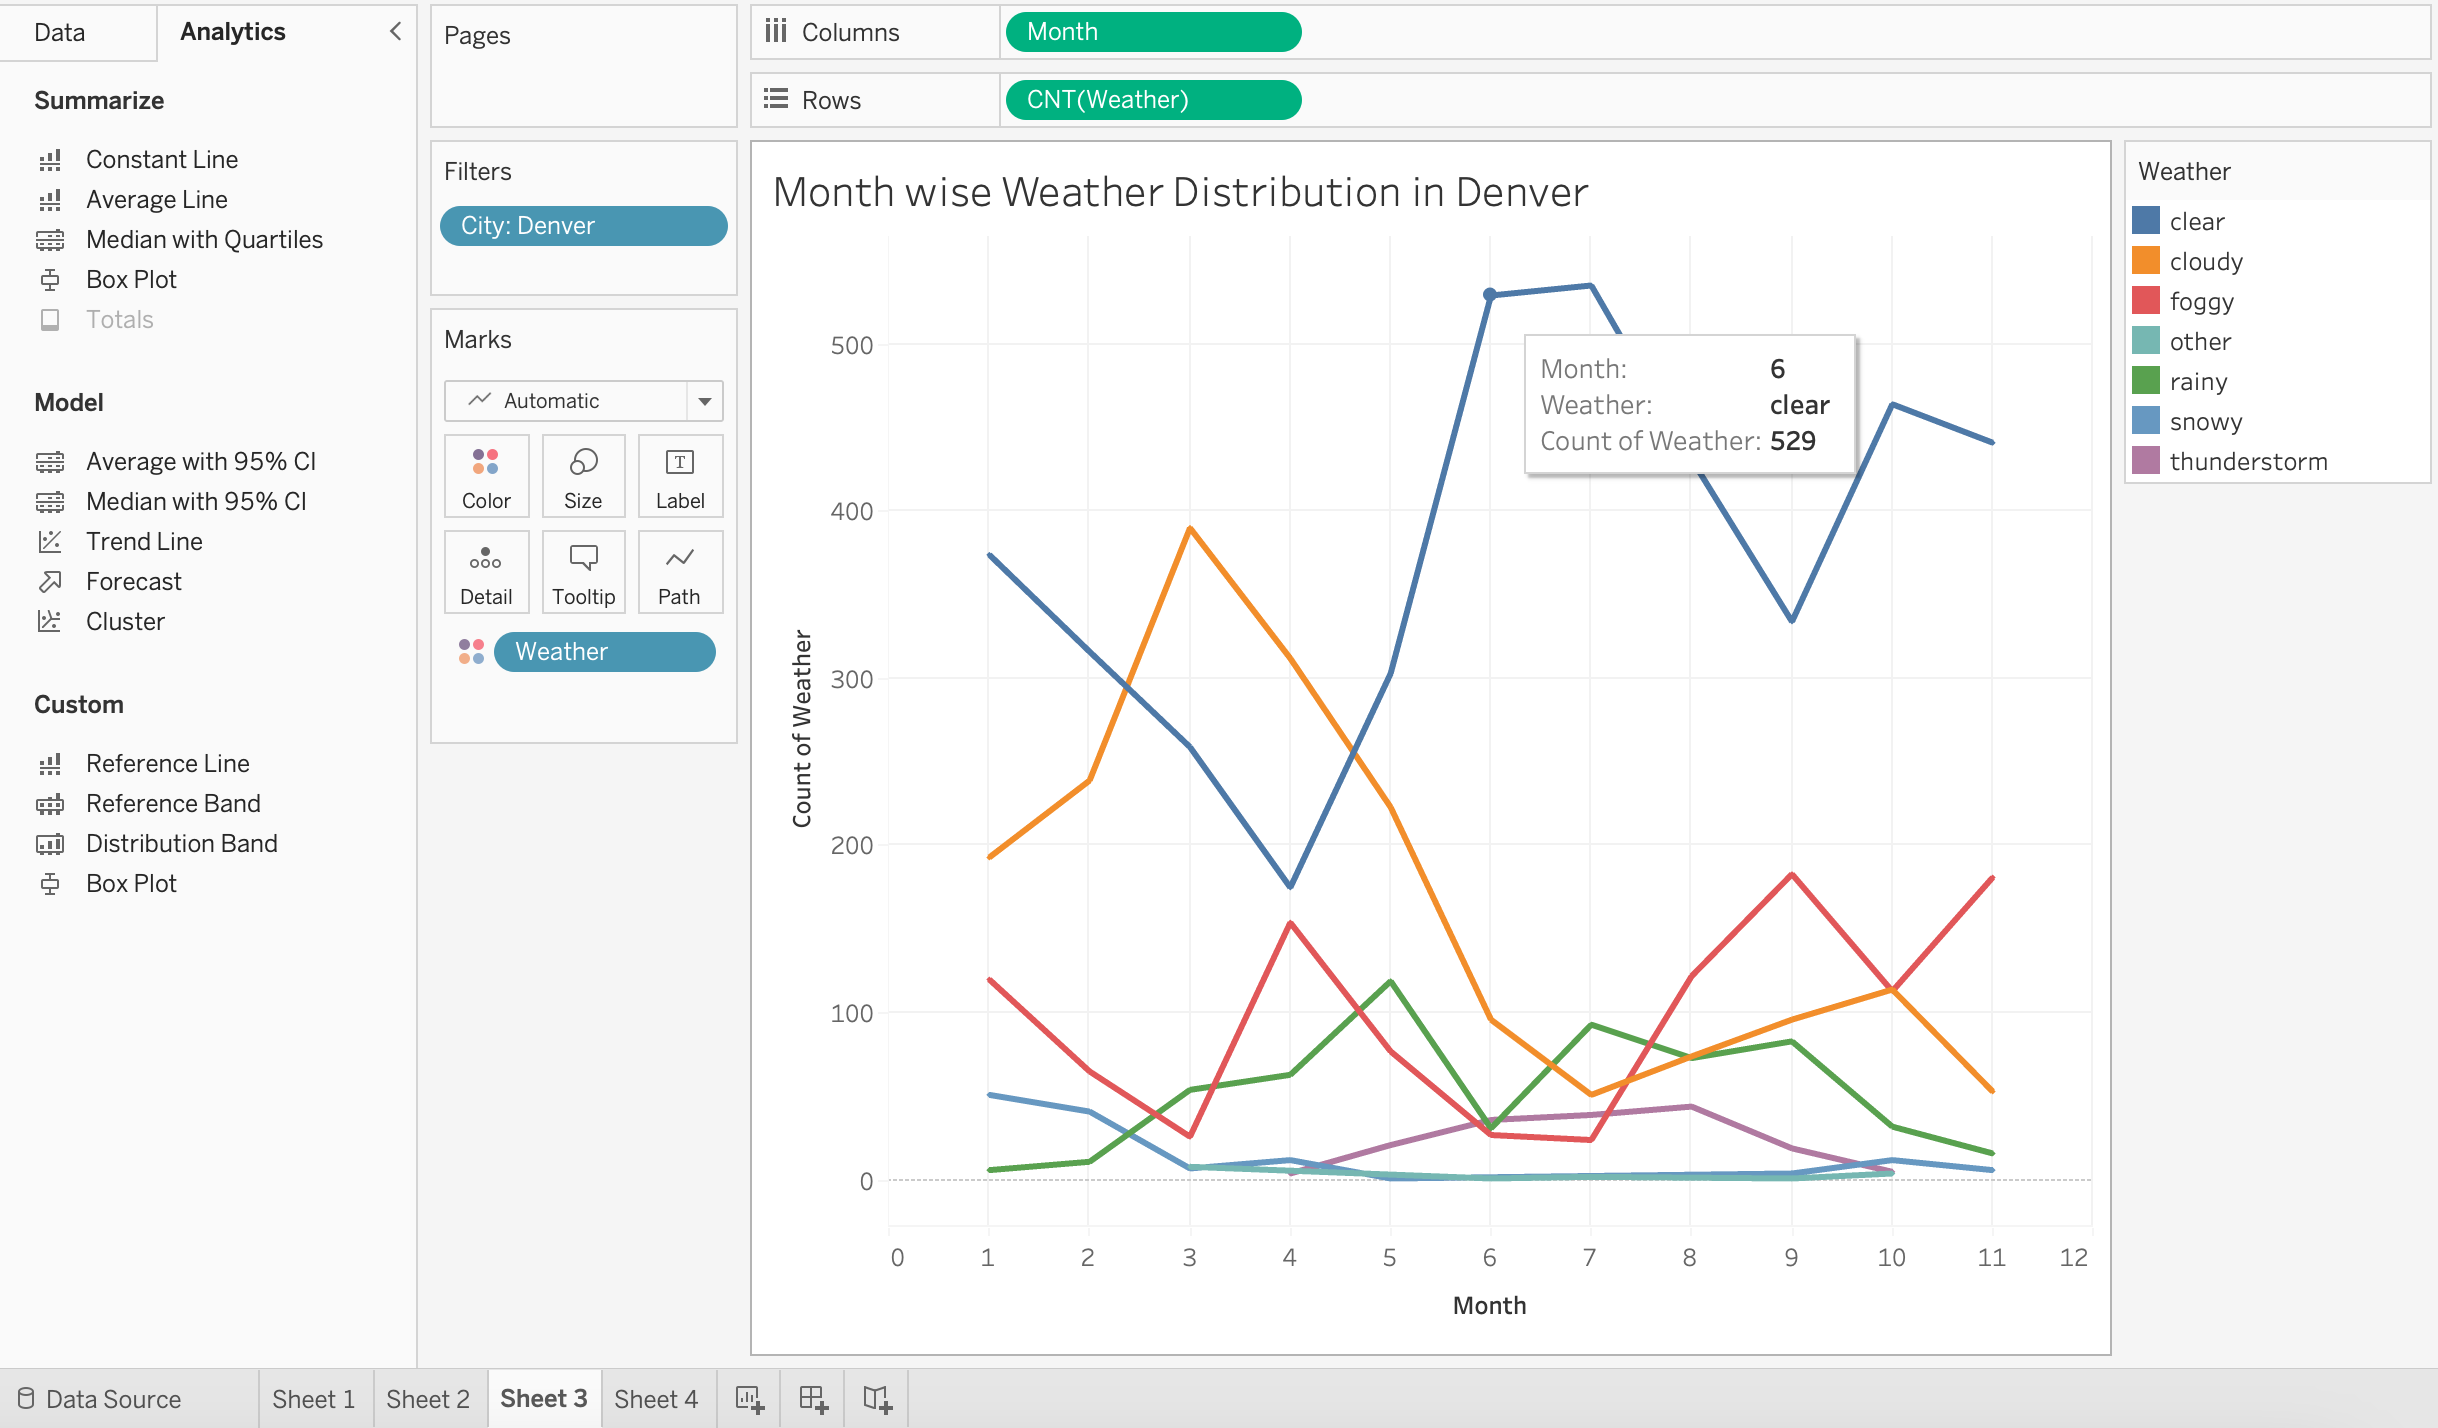 Data
Analytics
Summarize
Constant Line
Average Line
Median with Quartiles
Box Plot
Totals
Model
Average with 95% CI
Median with 95% CI
Trend Line
Forecast
Cluster
Custom
Reference Line
Reference Band
Distribution Band
Box Plot
Pages
Filters
City: Denver
Marks
Automatic
Color Size Label
Detail Tooltip Path
Weather
Columns Month
Rows CNT(Weather)
Month wise Weather Distribution in Denver
Count of Weather
500
400
300
200
100
0
Month: 6
Weather: clear
Count of Weather: 529
0 1 2 3 4 5 6 7 8 9 10 11 12
Month
Weather
clear
cloudy
foggy
other
rainy
snowy
thunderstorm
Data Source Sheet 1 Sheet 2 Sheet 3 Sheet 4